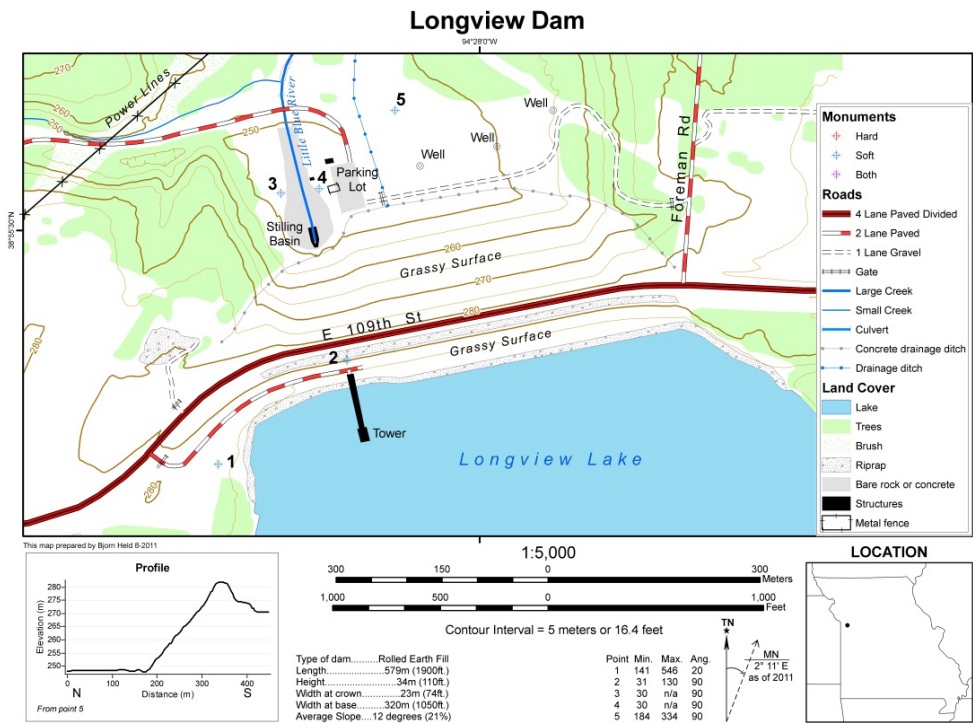 Longview Dam
94°28'0"W
38°55'30"N
270
260
250
Power Lines
Little Blue River
250
5
Well
Well
Well
3
4
Parking
Lot
Foreman Rd
Stilling
Basin
260
Grassy Surface
270
280
E 109th St
Grassy Surface
280
2
Tower
1
280
Longview Lake
Monuments
Hard
Soft
Both
Roads
4 Lane Paved Divided
2 Lane Paved
1 Lane Gravel
Gate
Large Creek
Small Creek
Culvert
Concrete drainage ditch
Drainage ditch
Land Cover
Lake
Trees
Brush
Riprap
Bare rock or concrete
Structures
Metal fence
This map prepared by Bjorn Held 8-2011
Profile
Elevation (m)
285
280
275
270
265
260
255
250
0 100 200 300 400
N Distance (m) S
From point 5
1:5,000
300 150 0 300
Meters
1,000 500 0 1,000
Feet
Contour Interval = 5 meters or 16.4 feet
Type of dam.......Rolled Earth Fill
Length....................579m (1900ft.)
Height.......................34m (110ft.)
Width at crown.........23m (74ft.)
Width at base.......320m (1050ft.)
Average Slope....12 degrees (21%)
Point Min. Max. Ang.
1 141 546 20
2 31 130 90
3 30 n/a 90
4 30 n/a 90
5 184 334 90
TN
MN
2° 11' E
as of 2011
LOCATION